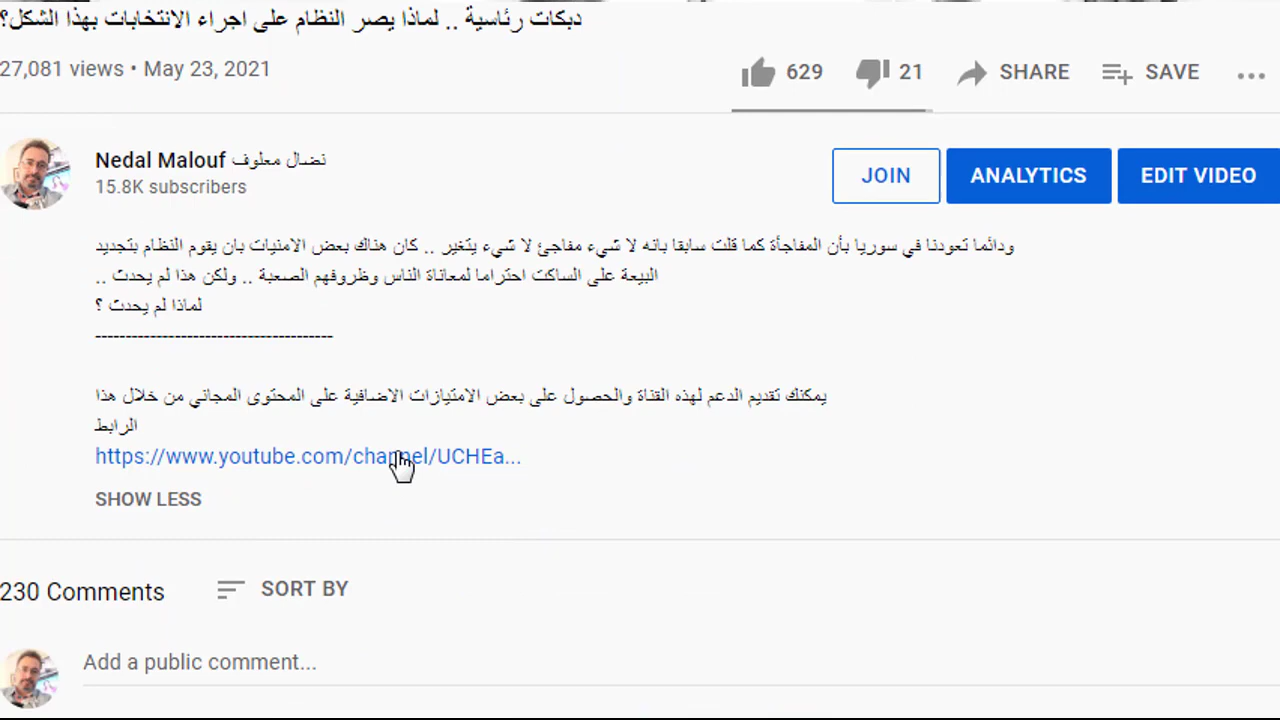 دبكات رئاسية .. لماذا يصر النظام على اجراء الانتخابات بهذا الشكل؟
27,081 views • May 23, 2021
629
21
SHARE
SAVE
Nedal Malouf نضال معلوف
15.8K subscribers
JOIN
ANALYTICS
EDIT VIDEO
ودائما تعودنا في سوريا بأن المفاجأة كما قلت سابقا بانه لا شيء مفاجئ لا شيء يتغير .. كان هناك بعض الامنيات بان يقوم النظام بتجديد
البيعة على الساكت احتراما لمعاناة الناس وظروفهم الصعبة .. ولكن هذا لم يحدث ..
لماذا لم يحدث ؟
---------------------------------------
يمكنك تقديم الدعم لهذه القناة والحصول على بعض الامتيازات الاضافية على المحتوى المجاني من خلال هذا
الرابط
https://www.youtube.com/channel/UCHEa...
SHOW LESS
230 Comments
SORT BY
Add a public comment...